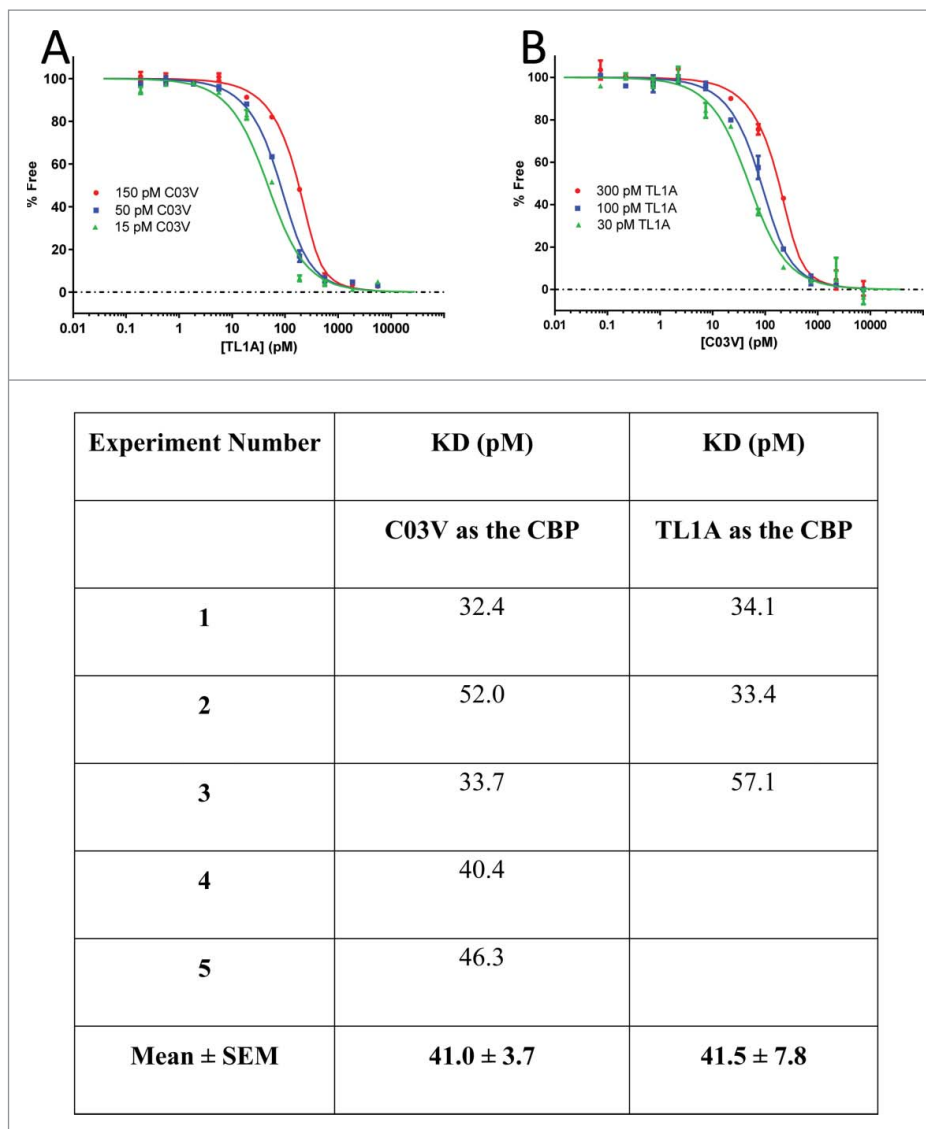 A
% Free
100
80
60
40
20
0
150 pM C03V
50 pM C03V
15 pM C03V
0.01 0.1 1 10 100 1000 10000
[TL1A] (pM)
B
% Free
100
80
60
40
20
0
300 pM TL1A
100 pM TL1A
30 pM TL1A
0.01 0.1 1 10 100 1000 10000
[C03V] (pM)
Experiment Number KD (pM) KD (pM)
C03V as the CBP TL1A as the CBP
1 32.4 34.1
2 52.0 33.4
3 33.7 57.1
4 40.4
5 46.3
Mean ± SEM 41.0 ± 3.7 41.5 ± 7.8